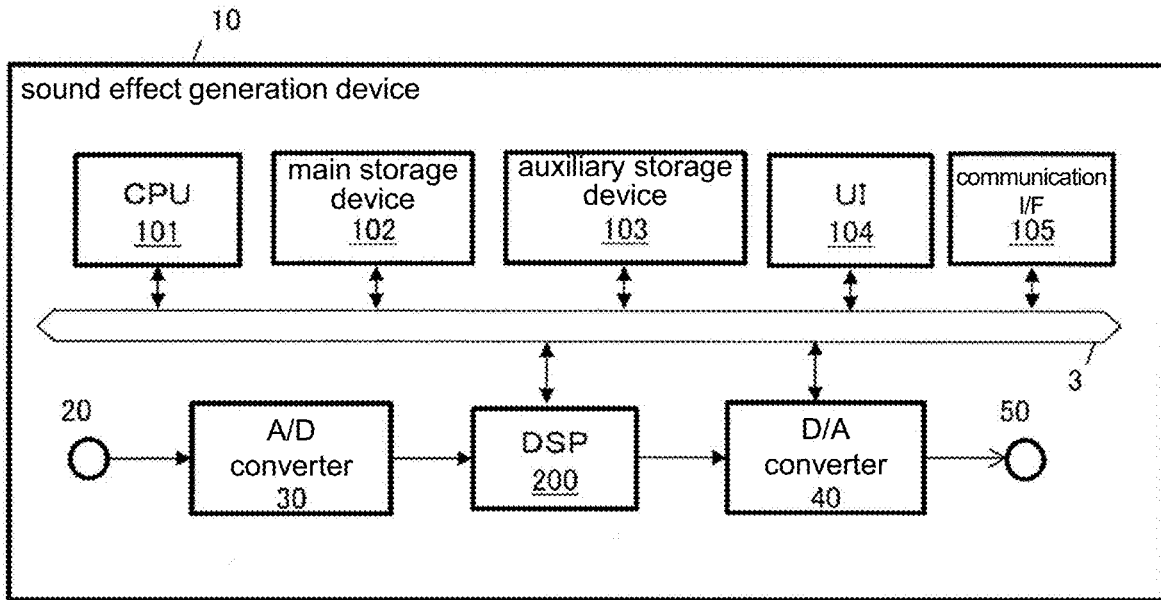 10
sound effect generation device
CPU
101
main storage
device
102
auxiliary storage
device
103
UI
104
communication
I/F
105
3
20
A/D
converter
30
DSP
200
D/A
converter
40
50